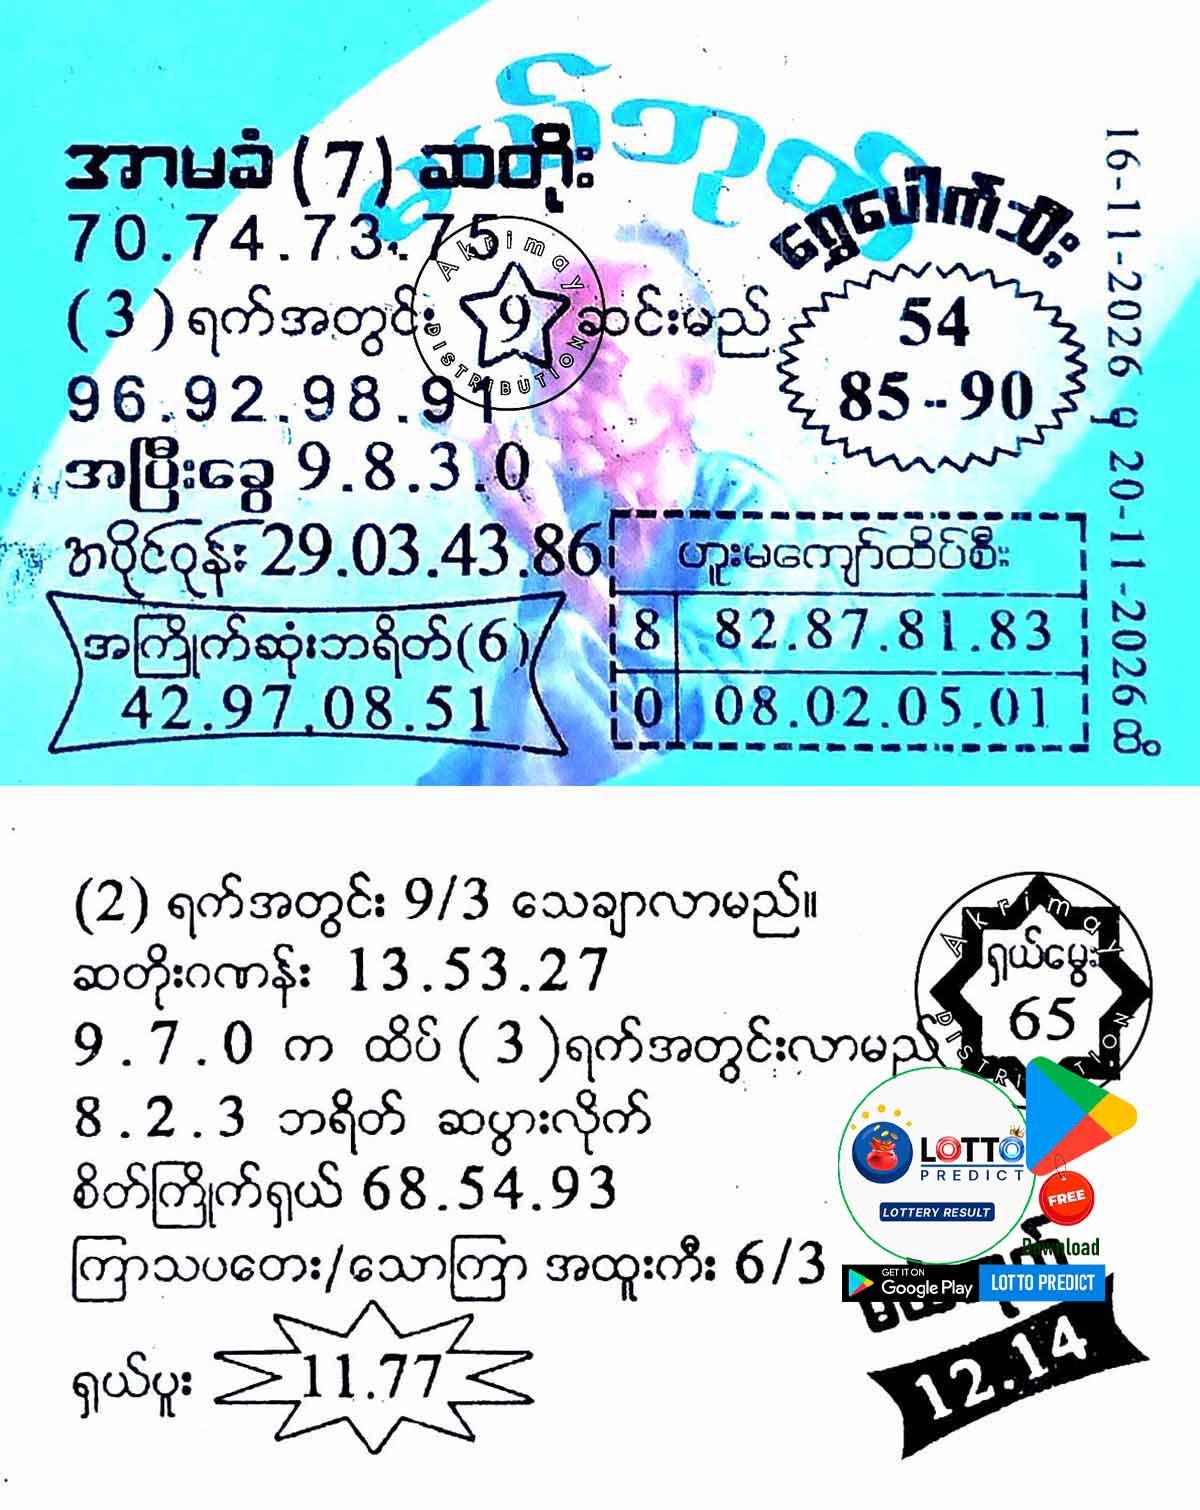 မယ်ဘုတ်
အာမခံ (7) ဆတိုး
70.74.73.75
(3) ရက်အတွင်း 9 ဆင်းမည်
96.92.98.91
အပြီးခွေ 9.8.3.0
အပိုင်ဝုန်း 29.03.43.86
အကြိုက်ဆုံးဘရိတ်(6)
42.97.08.51
ရွှေပေါက်သီး
54
85-90
ဟူးမကျော်ထိပ်စီး
8 82.87.81.83
0 08.02.05.01
16-11-2026 မှ 20-11-2026 ထိ
Akrimay
DISTRIBUTION
(2) ရက်အတွင်း 9/3 သေချာလာမည်။
ဆတိုးဂဏန်း 13.53.27
9.7.0 က ထိပ် (3)ရက်အတွင်းလာမည်
8.2.3 ဘရိတ် ဆပွားလိုက်
စိတ်ကြိုက်ရှယ် 68.54.93
ကြာသပတေး/သောကြာ အထူးကီး 6/3
ရှယ်ပူး 11.77
Akrimay
ရှယ်မွေး
65
LOTTO
PREDICT
LOTTERY RESULT
FREE
Download
GET IT ON
Google Play
LOTTO PREDICT
12.14